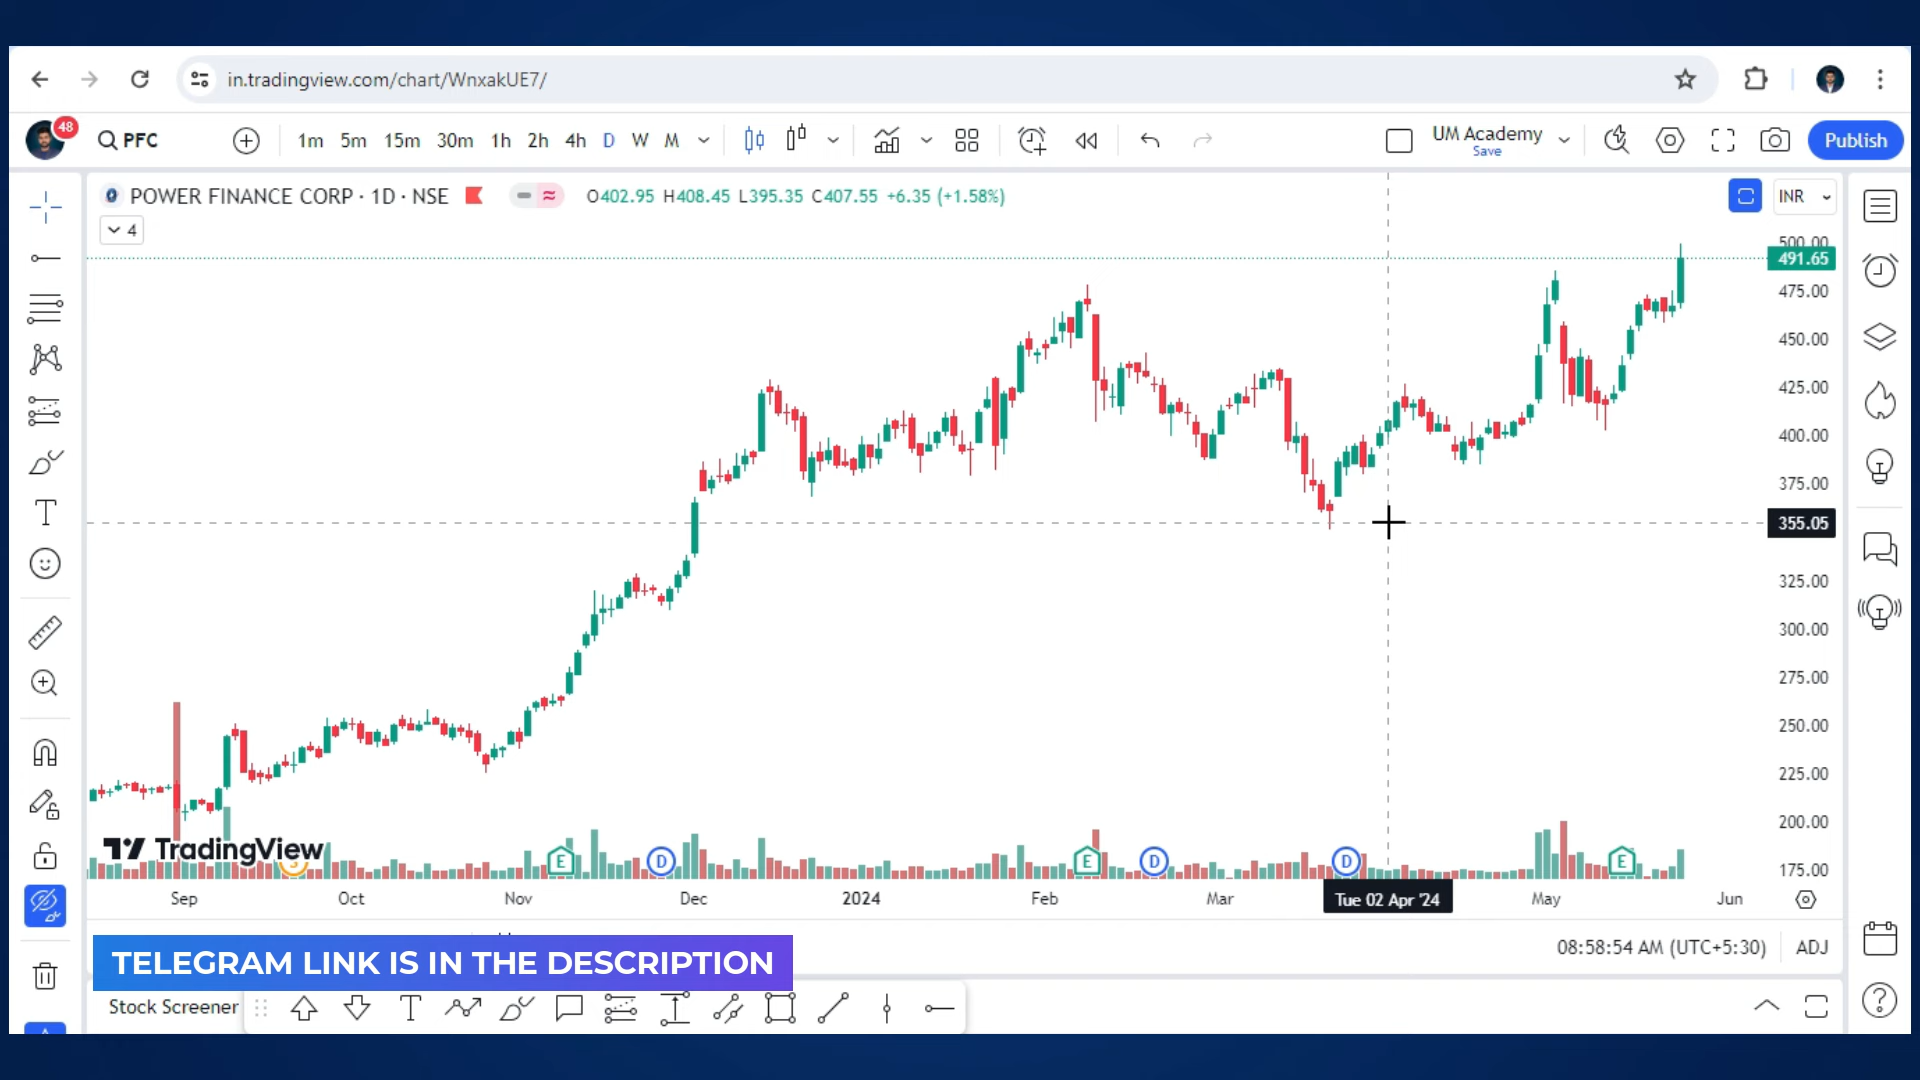 in.tradingview.com/chart/WnxakUE7/
48
PFC
1m 5m 15m 30m 1h 2h 4h D W M
UM Academy
Save
Publish
POWER FINANCE CORP · 1D · NSE
O402.95 H408.45 L395.35 C407.55 +6.35 (+1.58%)
INR
4
500.00
491.65
475.00
450.00
425.00
400.00
375.00
355.05
325.00
300.00
275.00
250.00
225.00
200.00
175.00
TradingView
E D E D D E
Sep Oct Nov Dec 2024 Feb Mar Tue 02 Apr '24 May Jun
08:58:54 AM (UTC+5:30) ADJ
TELEGRAM LINK IS IN THE DESCRIPTION
Stock Screener